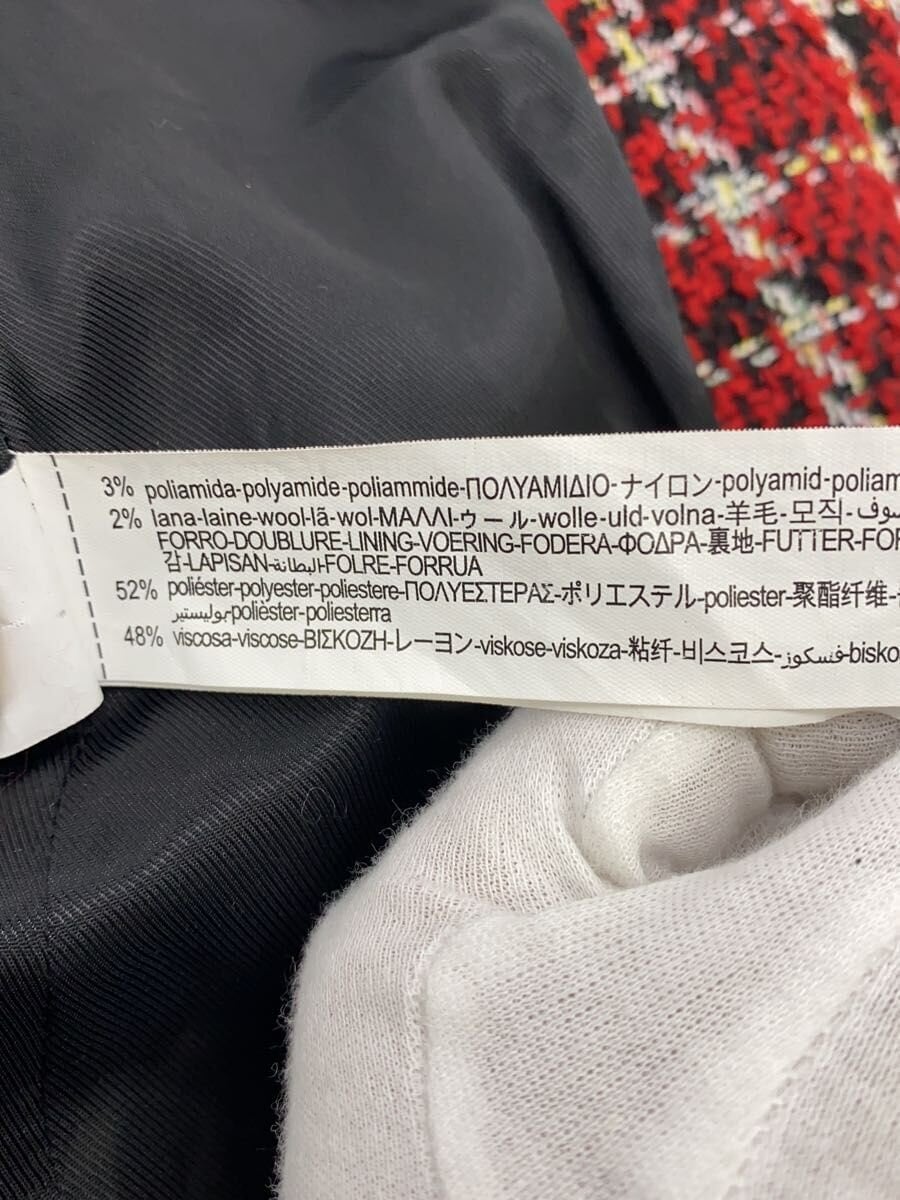 3% poliamida-polyamide-poliammide-ΠΟΛΥΑΜΙΔΙΟ-ナイロン-polyamid-poliam
2% lana-laine-wool-lã-wol-ΜΑΛΛΙ-ウール-wolle-uld-volna-羊毛-모직-صوف
FORRO-DOUBLURE-LINING-VOERING-FODERA-ΦΟΔΡΑ-裏地-FUTTER-FOR
감-LAPISAN-البطانة-FOLRE-FORRUA
52% poliéster-polyester-poliestere-ΠΟΛΥΕΣΤΕΡΑΣ-ポリエステル-poliester-聚酯纤维-
بوليستير-polièster-poliesterra
48% viscosa-viscose-ΒΙΣΚΟΖΗ-レーヨン-viskose-viskoza-粘纤-비스코스-فنسكوز-bisko